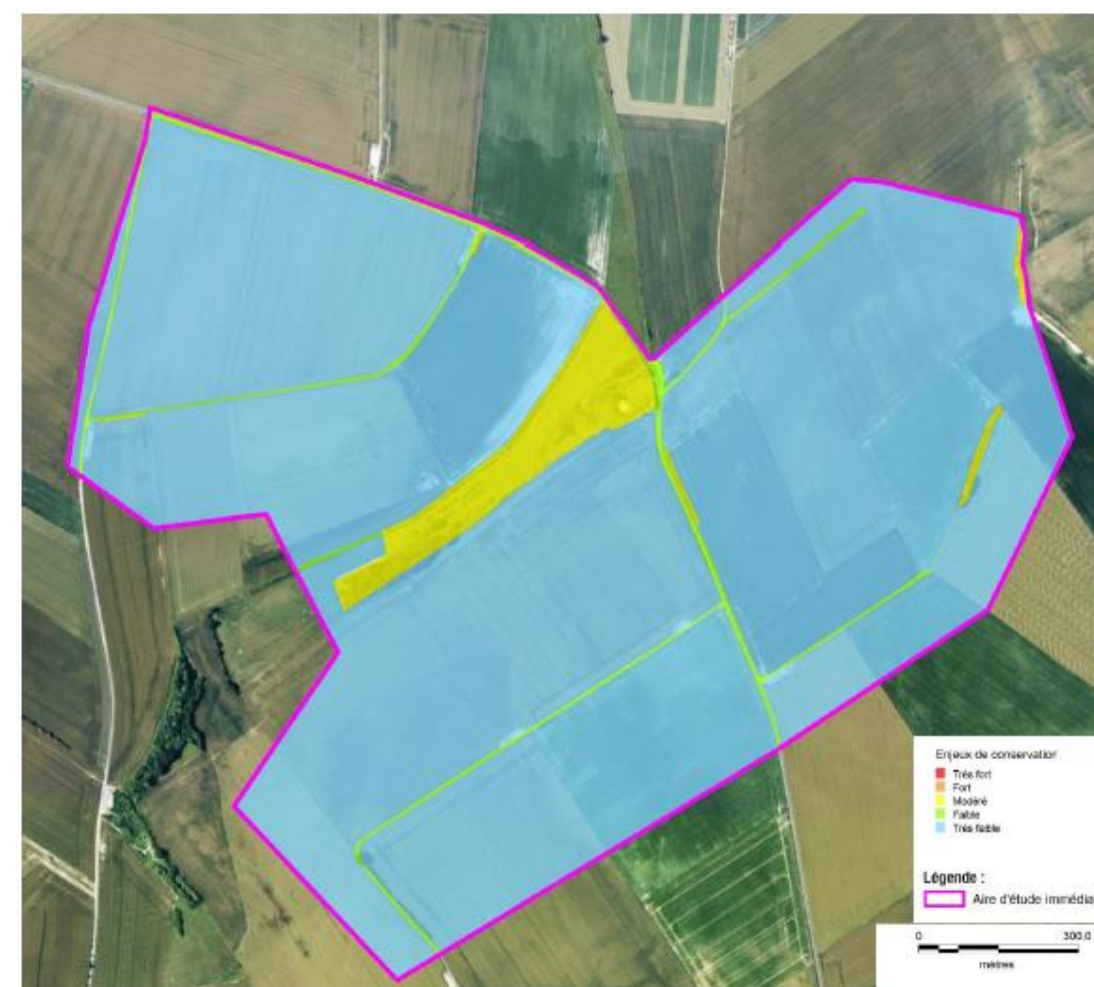 Enjeux de conservation
Très fort
Fort
Modéré
Faible
Très faible
Légende :
Aire d'étude immédia
0 300,0
mètres